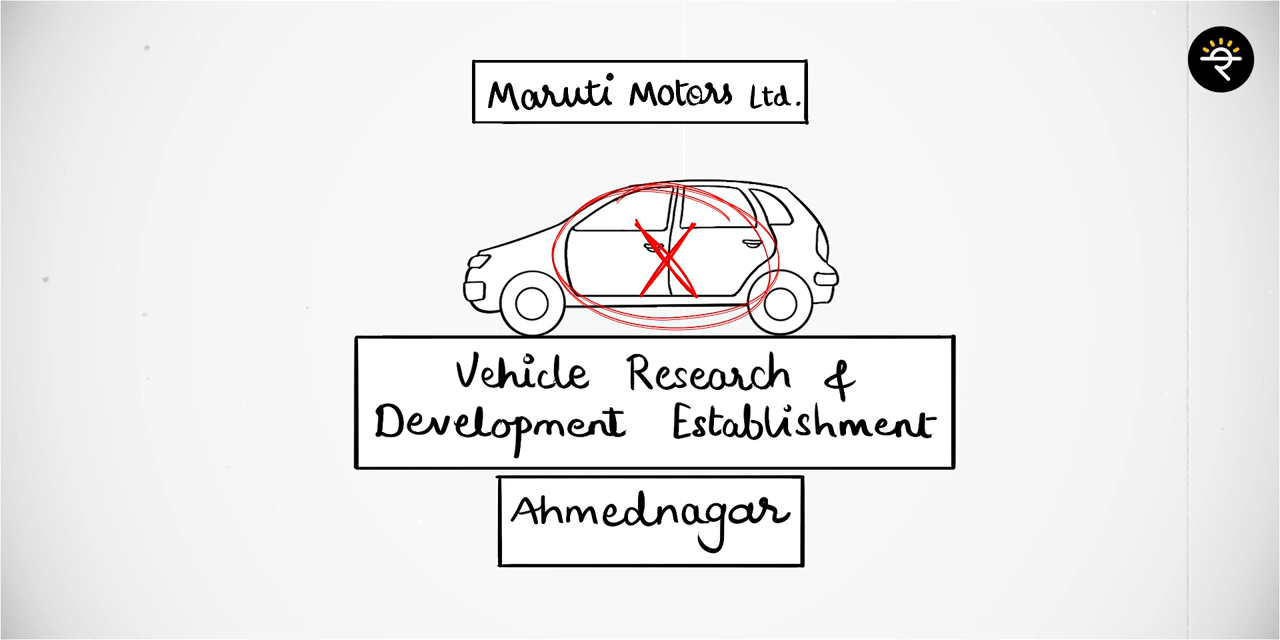 Maruti Motors Ltd.
Vehicle Research &
Development Establishment
Ahmednagar